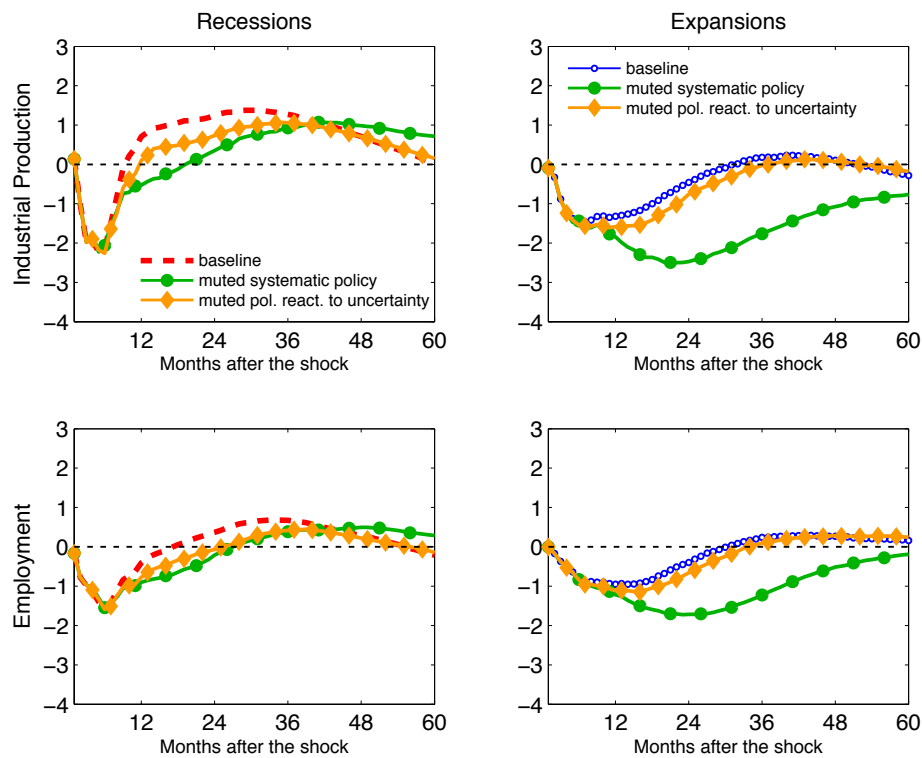 Recessions
Industrial Production
3
2
1
0
−1
−2
−3
−4
baseline
muted systematic policy
muted pol. react. to uncertainty
12 24 36 48 60
Months after the shock
Expansions
3
2
1
0
−1
−2
−3
−4
baseline
muted systematic policy
muted pol. react. to uncertainty
12 24 36 48 60
Months after the shock
Employment
3
2
1
0
−1
−2
−3
−4
12 24 36 48 60
Months after the shock
3
2
1
0
−1
−2
−3
−4
12 24 36 48 60
Months after the shock